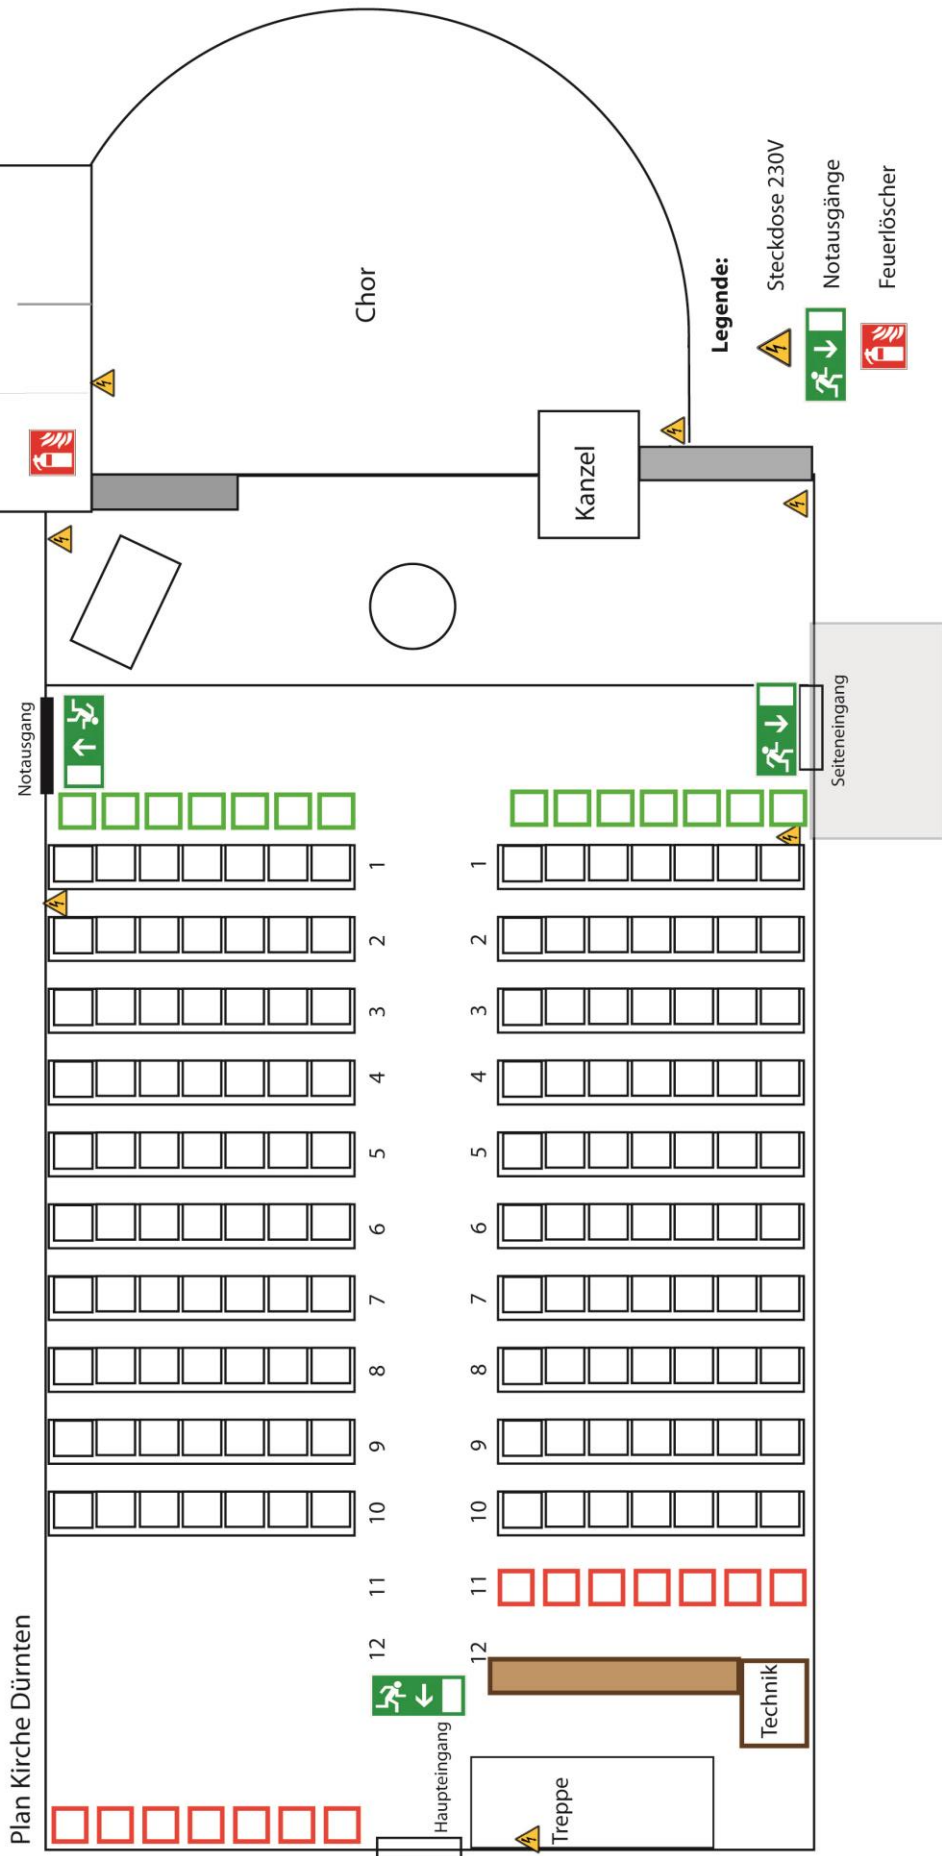 Plan Kirche Dürnten
Notausgang
Chor
Kanzel
Legende:
Steckdose 230V
Notausgänge
Feuerlöscher
Seiteneingang
12 11 10 9 8 7 6 5 4 3 2 1
12 11 10 9 8 7 6 5 4 3 2 1
Haupteingang
Treppe
Technik